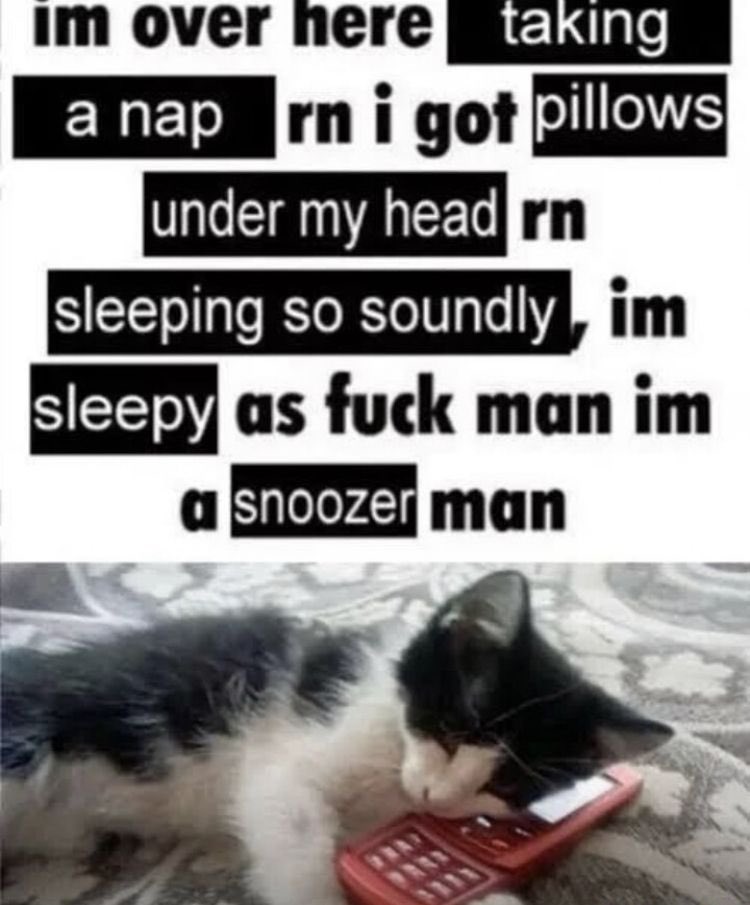 im over here taking
a nap rn i got pillows
under my head rn
sleeping so soundly, im
sleepy as fuck man im
a snoozer man